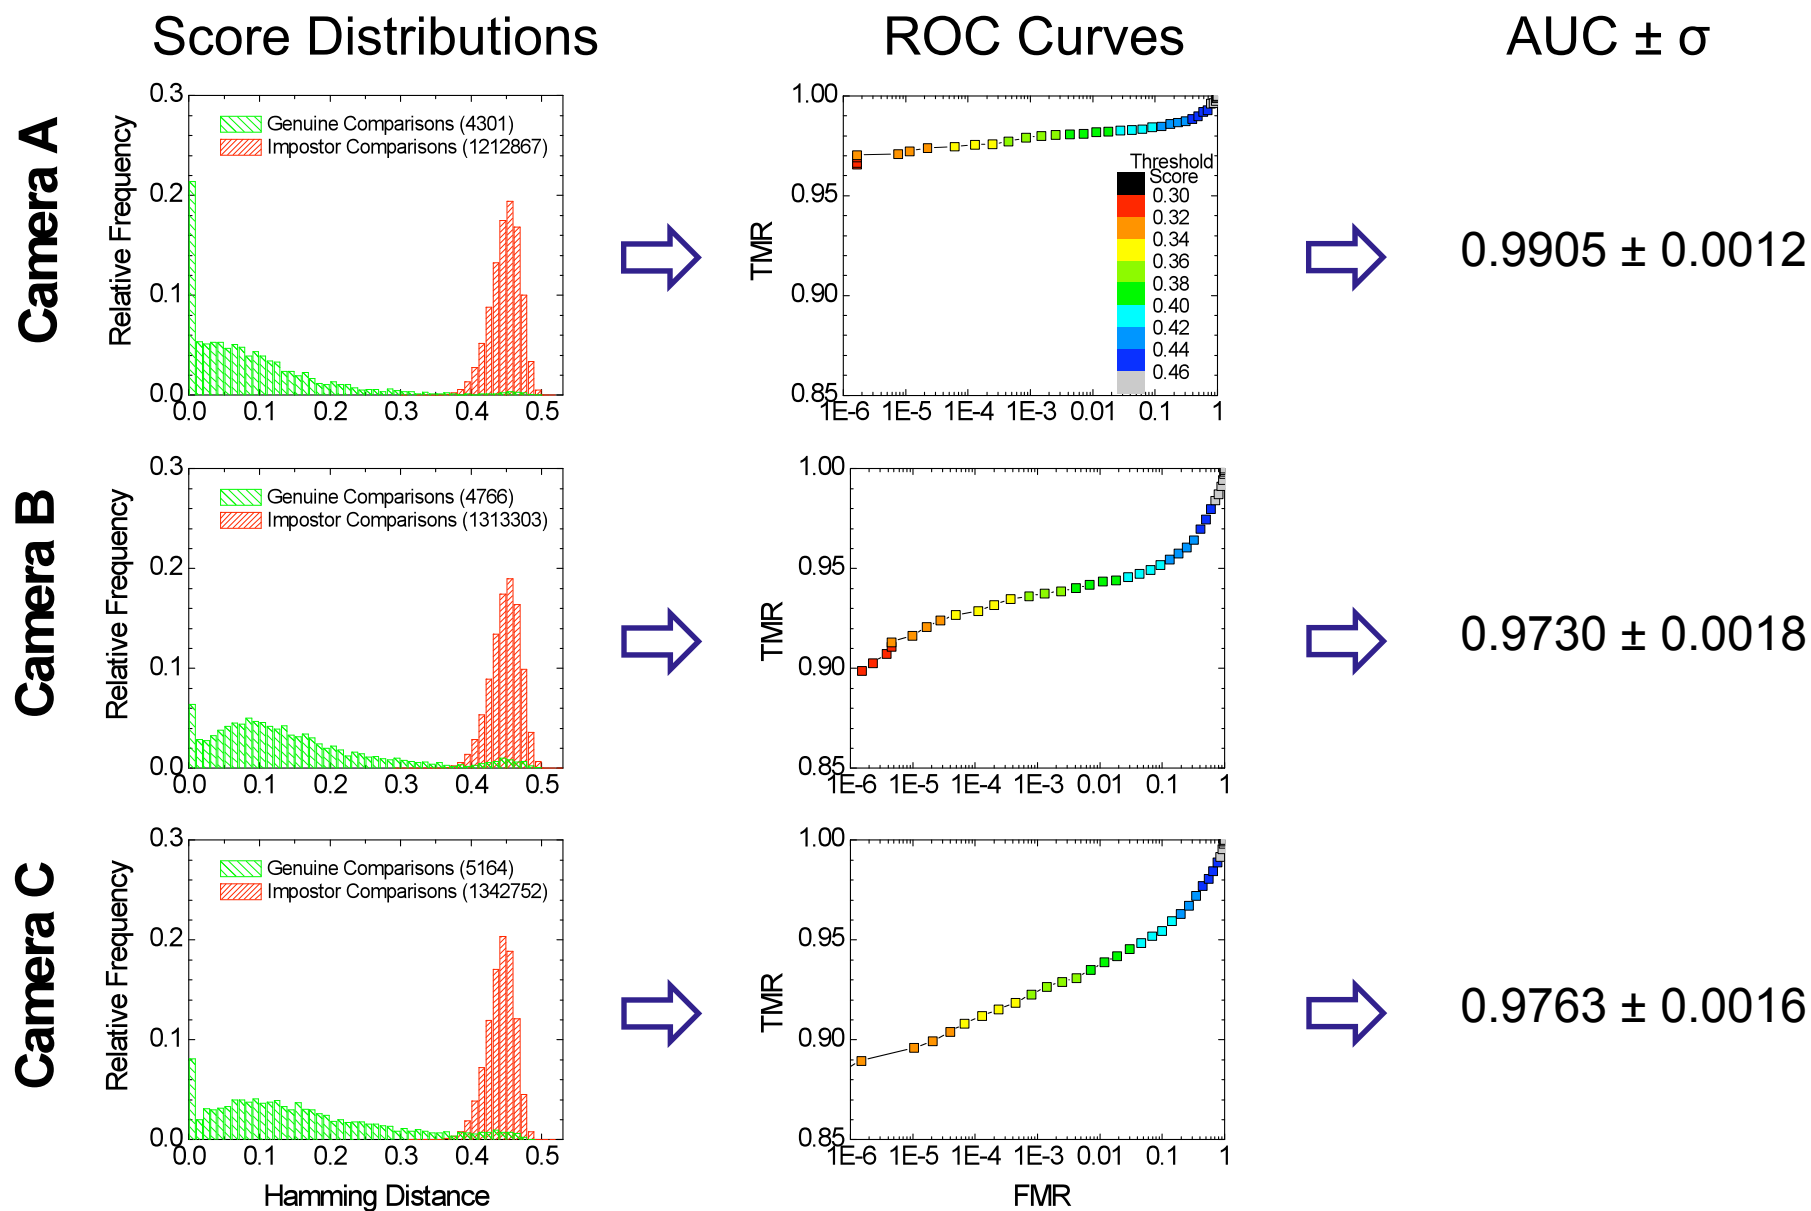 Score Distributions ROC Curves AUC ± σ
Camera A
Relative Frequency
0.3
0.2
0.1
0.0
Genuine Comparisons (4301)
Impostor Comparisons (1212867)
0.0 0.1 0.2 0.3 0.4 0.5
TMR
1.00
0.95
0.90
0.85
Threshold
Score
0.30
0.32
0.34
0.36
0.38
0.40
0.42
0.44
0.46
1E-6 1E-5 1E-4 1E-3 0.01 0.1 1
0.9905 ± 0.0012
Camera B
Relative Frequency
0.3
0.2
0.1
0.0
Genuine Comparisons (4766)
Impostor Comparisons (1313303)
0.0 0.1 0.2 0.3 0.4 0.5
TMR
1.00
0.95
0.90
0.85
1E-6 1E-5 1E-4 1E-3 0.01 0.1 1
0.9730 ± 0.0018
Camera C
Relative Frequency
0.3
0.2
0.1
0.0
Genuine Comparisons (5164)
Impostor Comparisons (1342752)
0.0 0.1 0.2 0.3 0.4 0.5
Hamming Distance
TMR
1.00
0.95
0.90
0.85
1E-6 1E-5 1E-4 1E-3 0.01 0.1 1
FMR
0.9763 ± 0.0016